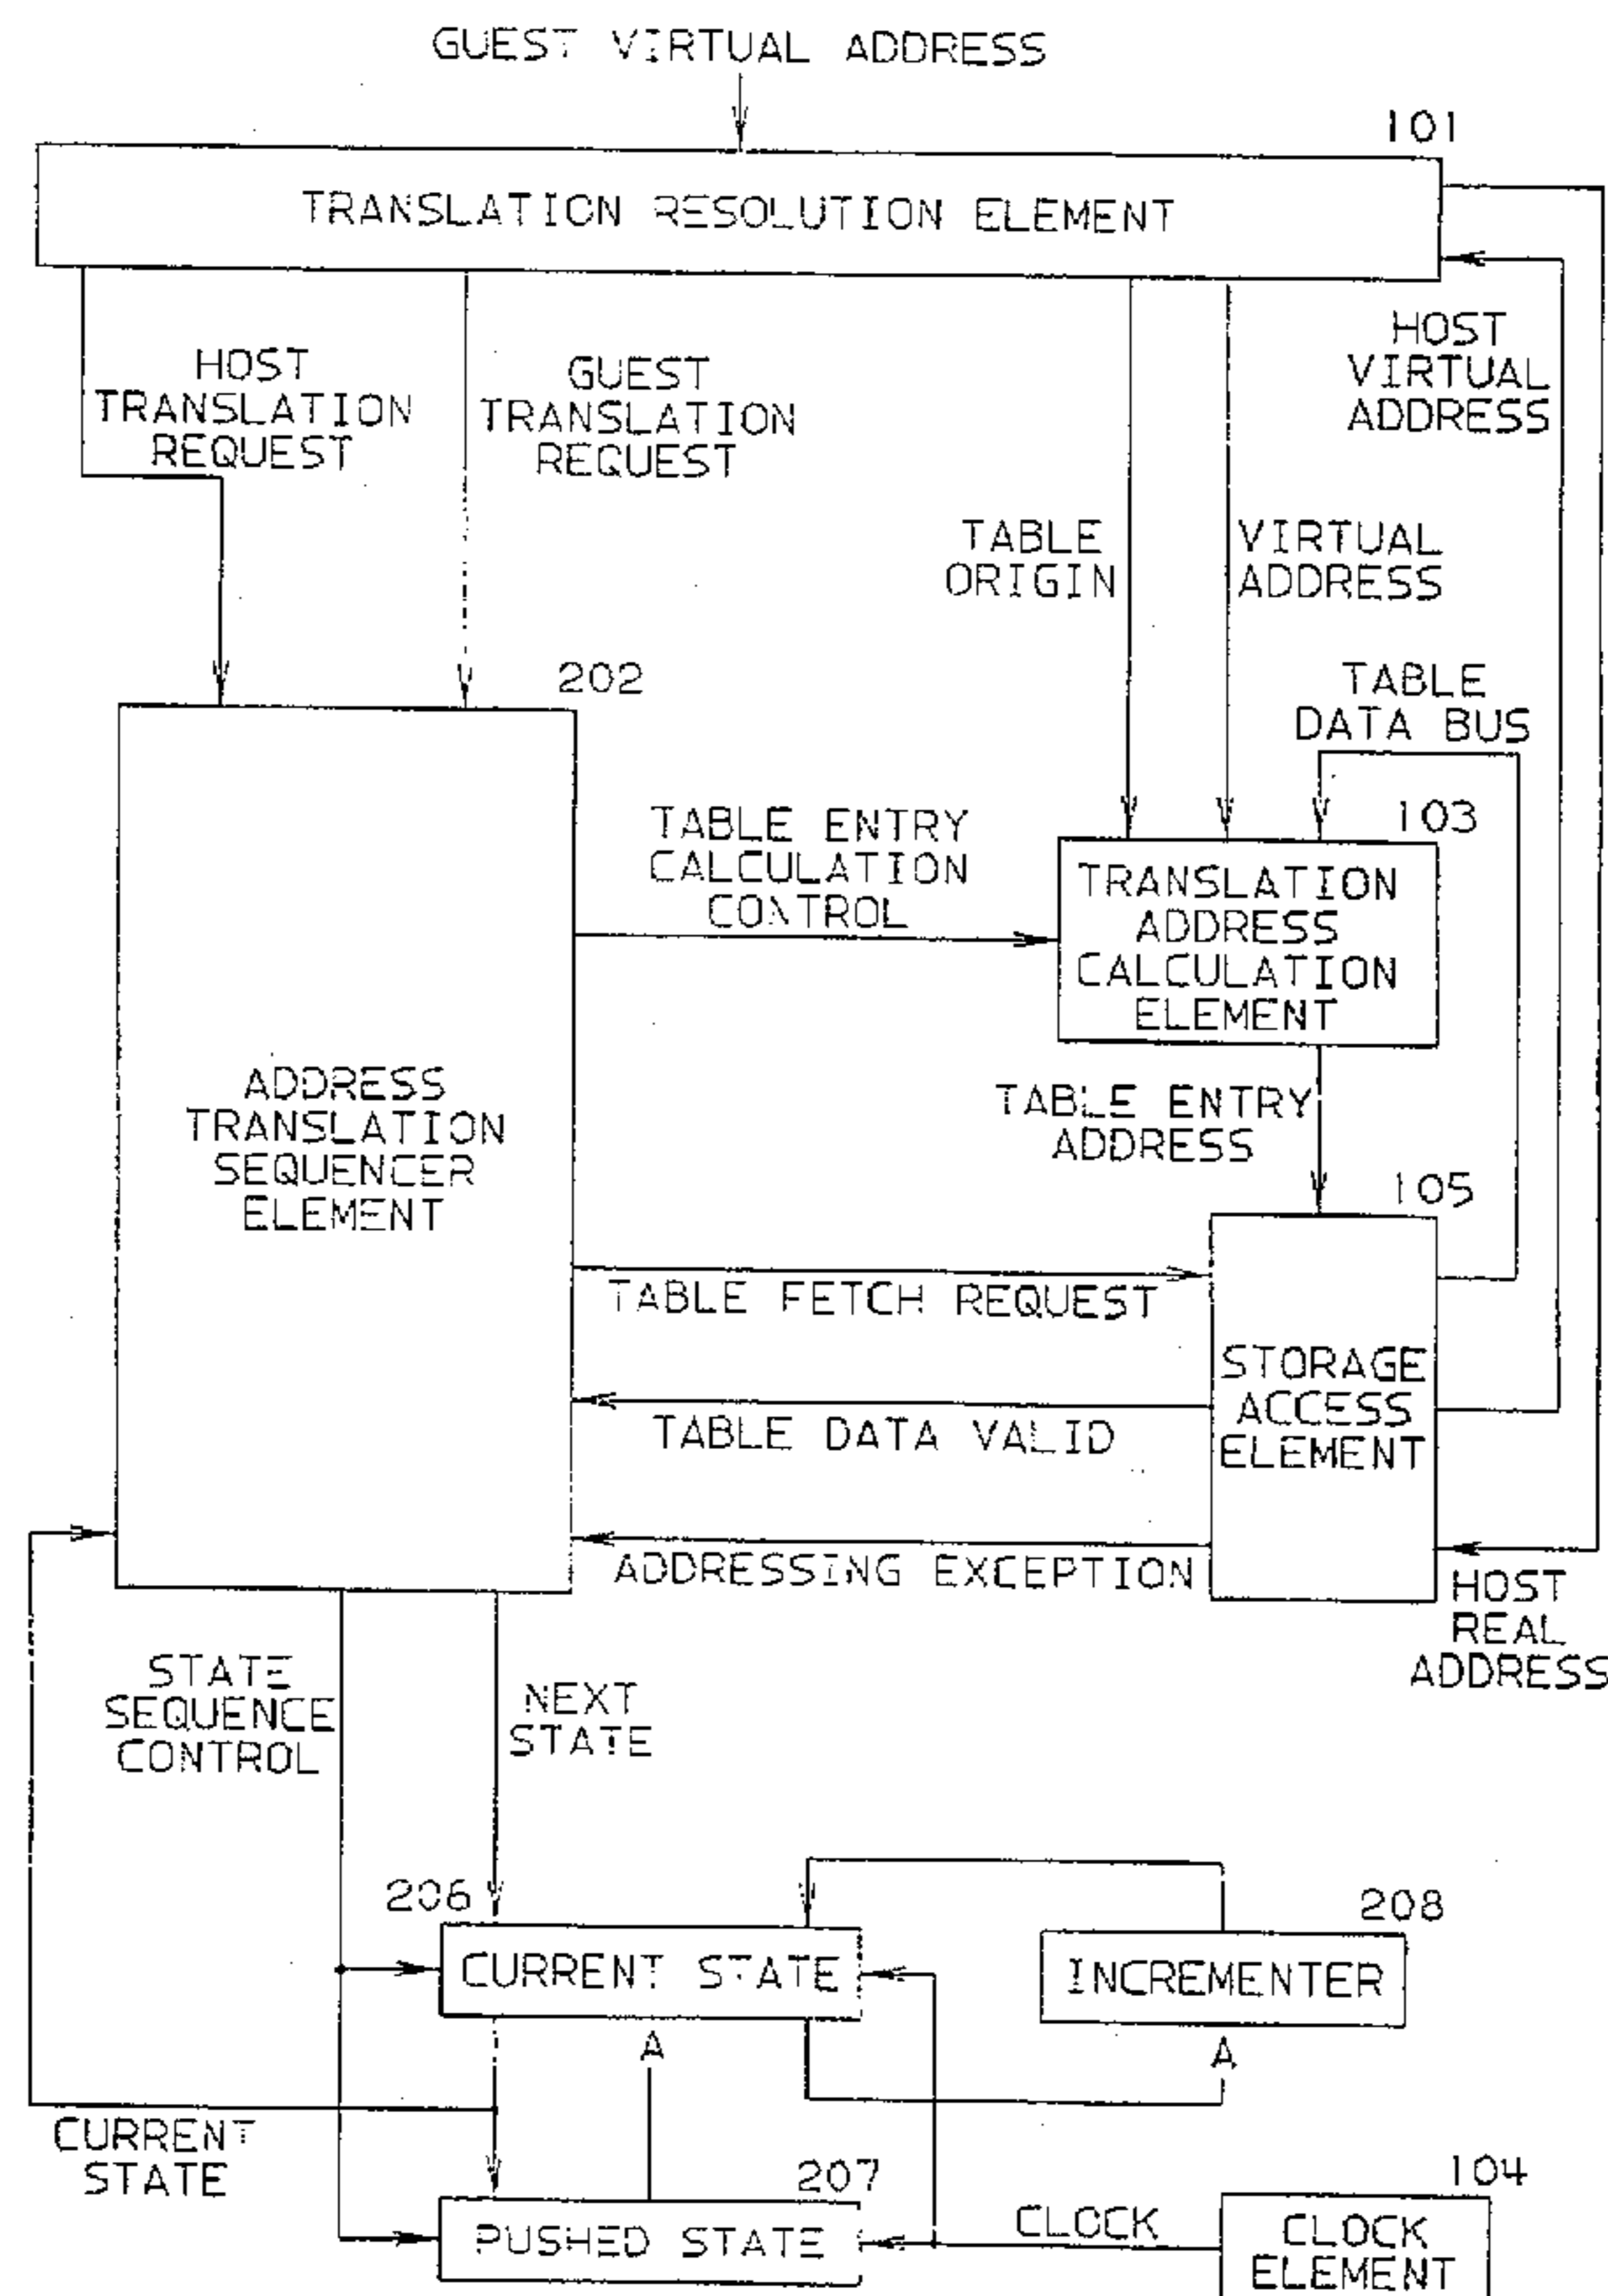 GUEST VIRTUAL ADDRESS
101
TRANSLATION RESOLUTION ELEMENT
HOST
TRANSLATION
REQUEST
GUEST
TRANSLATION
REQUEST
HOST
VIRTUAL
ADDRESS
TABLE
ORIGIN
VIRTUAL
ADDRESS
202
TABLE
DATA BUS
103
TABLE ENTRY
CALCULATION
CONTROL
TRANSLATION
ADDRESS
CALCULATION
ELEMENT
ADDRESS
TRANSLATION
SEQUENCER
ELEMENT
TABLE ENTRY
ADDRESS
105
TABLE FETCH REQUEST
STORAGE
ACCESS
ELEMENT
TABLE DATA VALID
ADDRESSING EXCEPTION
HOST
REAL
ADDRESS
STATE
SEQUENCE
CONTROL
NEXT
STATE
206
208
CURRENT STATE
INCREMENTER
A
A
CURRENT
STATE
207
104
PUSHED STATE
CLOCK
CLOCK
ELEMENT